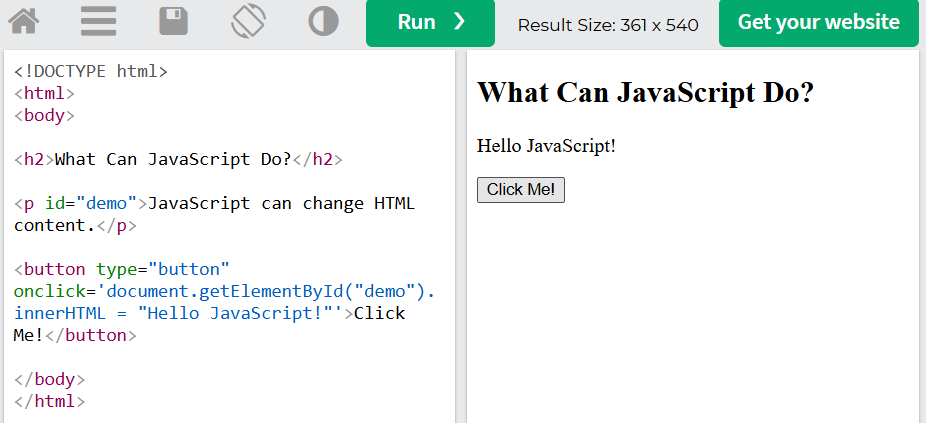 Run ❯
Result Size: 361 x 540
Get your website
<!DOCTYPE html>
<html>
<body>
<h2>What Can JavaScript Do?</h2>
<p id="demo">JavaScript can change HTML
content.</p>
<button type="button"
onclick='document.getElementById("demo").
innerHTML = "Hello JavaScript!"'>Click
Me!</button>
</body>
</html>
What Can JavaScript Do?
Hello JavaScript!
Click Me!